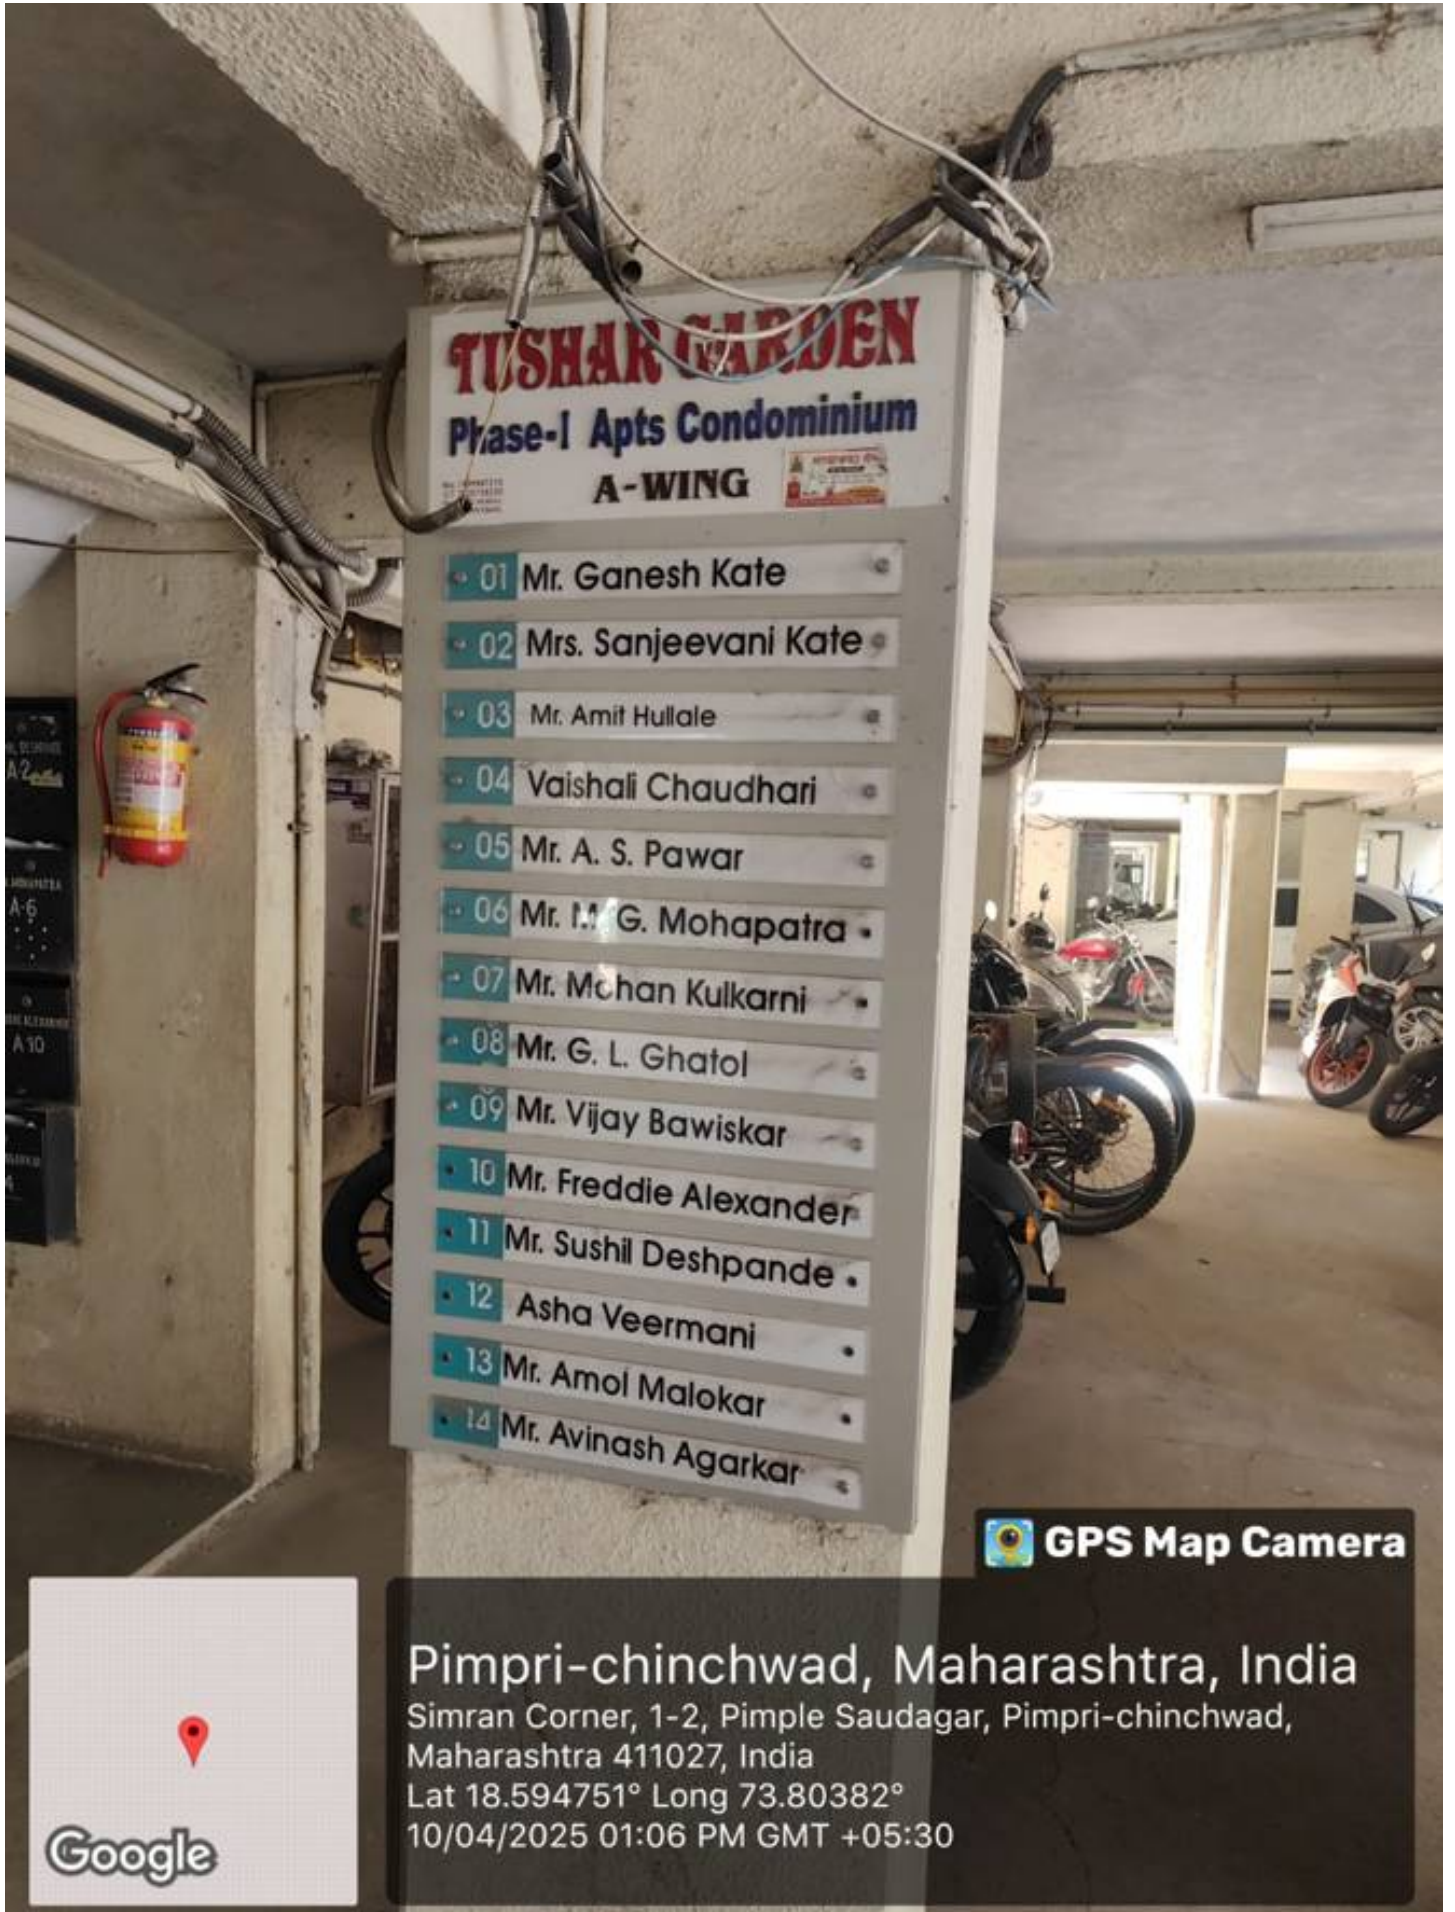 TUSHAR GARDEN
Phase-I Apts Condominium
A-WING
01 Mr. Ganesh Kate
02 Mrs. Sanjeevani Kate
03 Mr. Amit Hullale
04 Vaishali Chaudhari
05 Mr. A. S. Pawar
06 Mr. M. G. Mohapatra
07 Mr. Mohan Kulkarni
08 Mr. G. L. Ghatol
09 Mr. Vijay Bawiskar
10 Mr. Freddie Alexander
11 Mr. Sushil Deshpande
12 Asha Veermani
13 Mr. Amol Malokar
14 Mr. Avinash Agarkar
A-2
A-6
A 10
GPS Map Camera
Pimpri-chinchwad, Maharashtra, India
Simran Corner, 1-2, Pimple Saudagar, Pimpri-chinchwad,
Maharashtra 411027, India
Lat 18.594751° Long 73.80382°
10/04/2025 01:06 PM GMT +05:30
Google